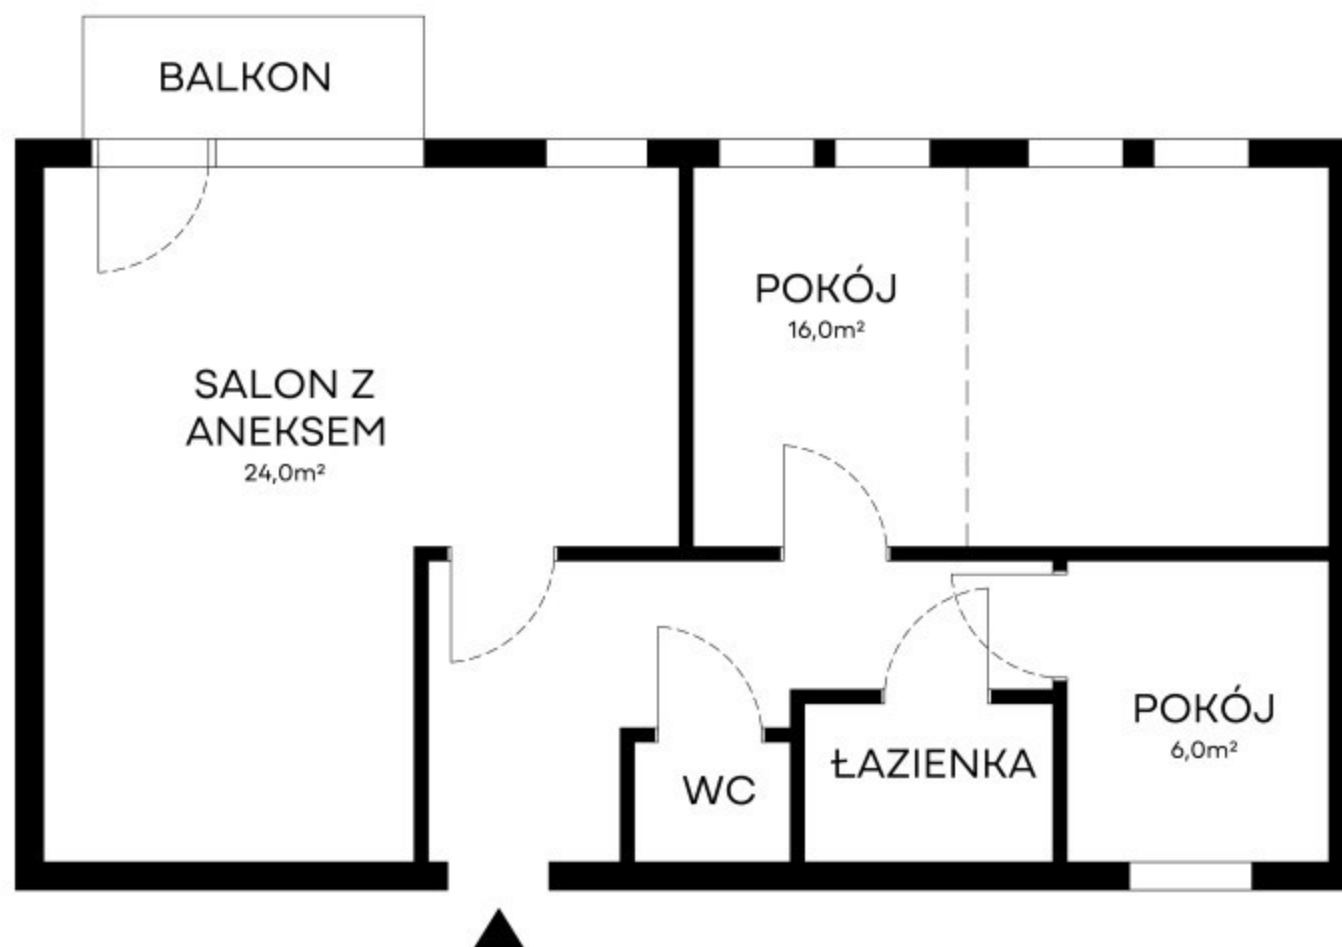 BALKON
POKÓJ
16,0m²
SALON Z
ANEKSEM
24,0m²
POKÓJ
6,0m²
ŁAZIENKA
WC